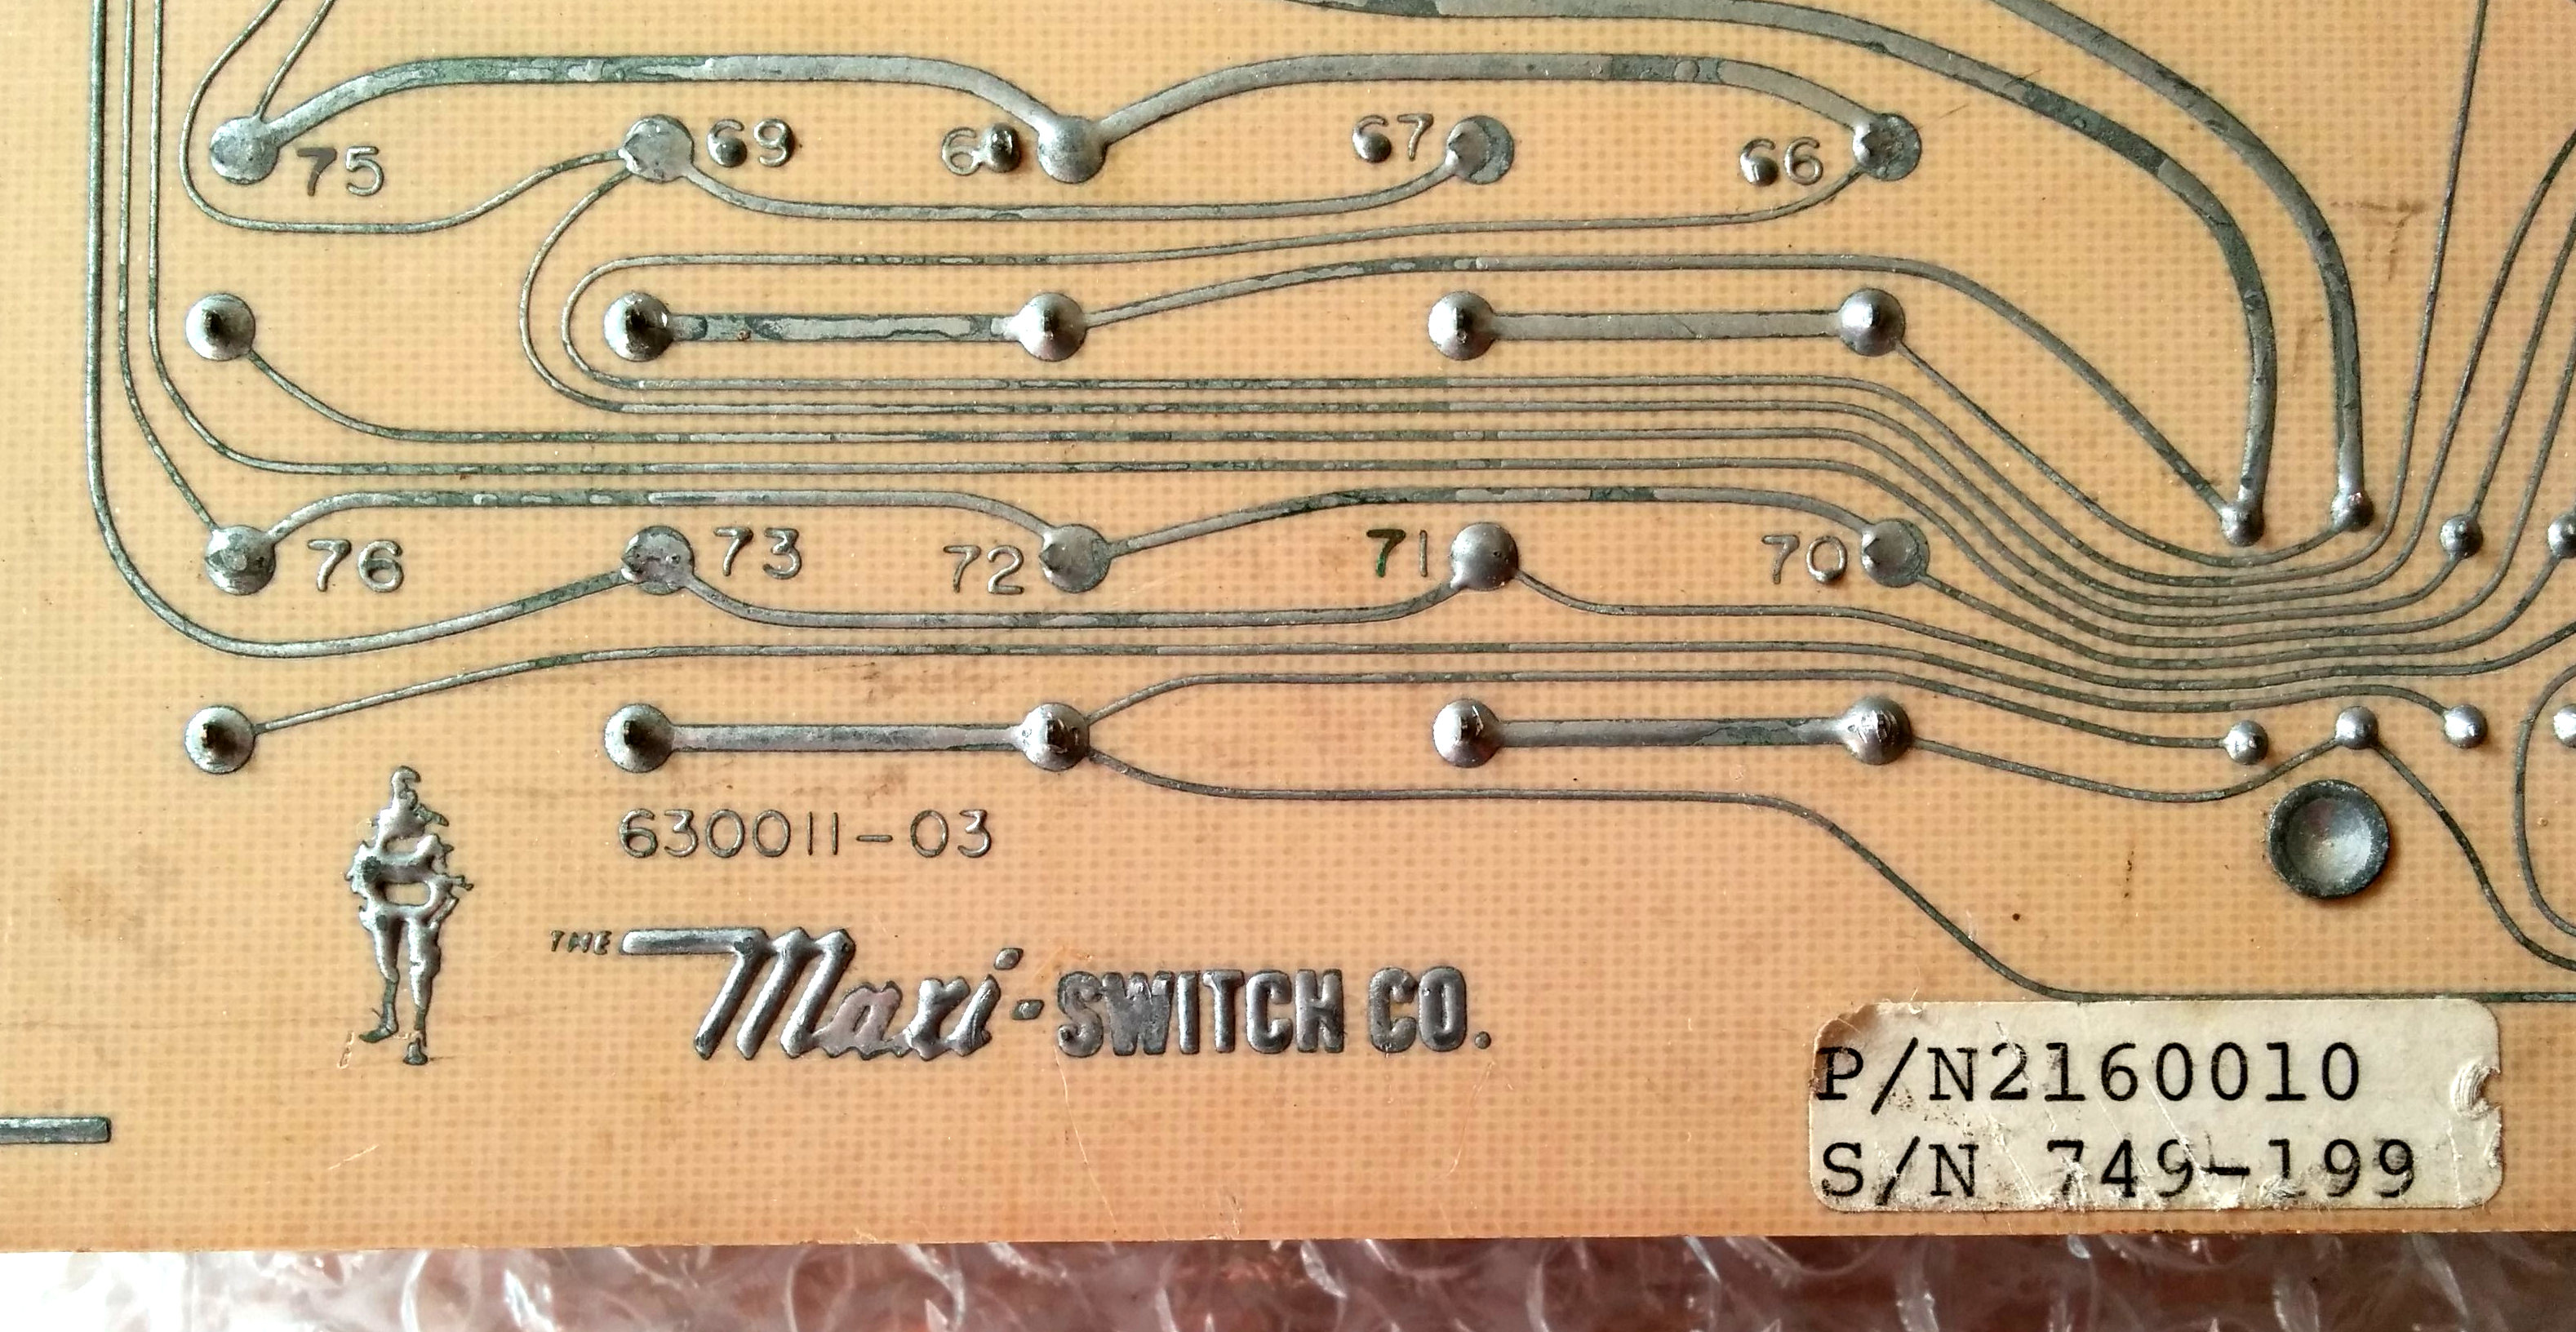 75 69 68 67 66
76 73 72 71 70
630011-03
THE Maxi-SWITCH CO.
P/N2160010
S/N 749-199